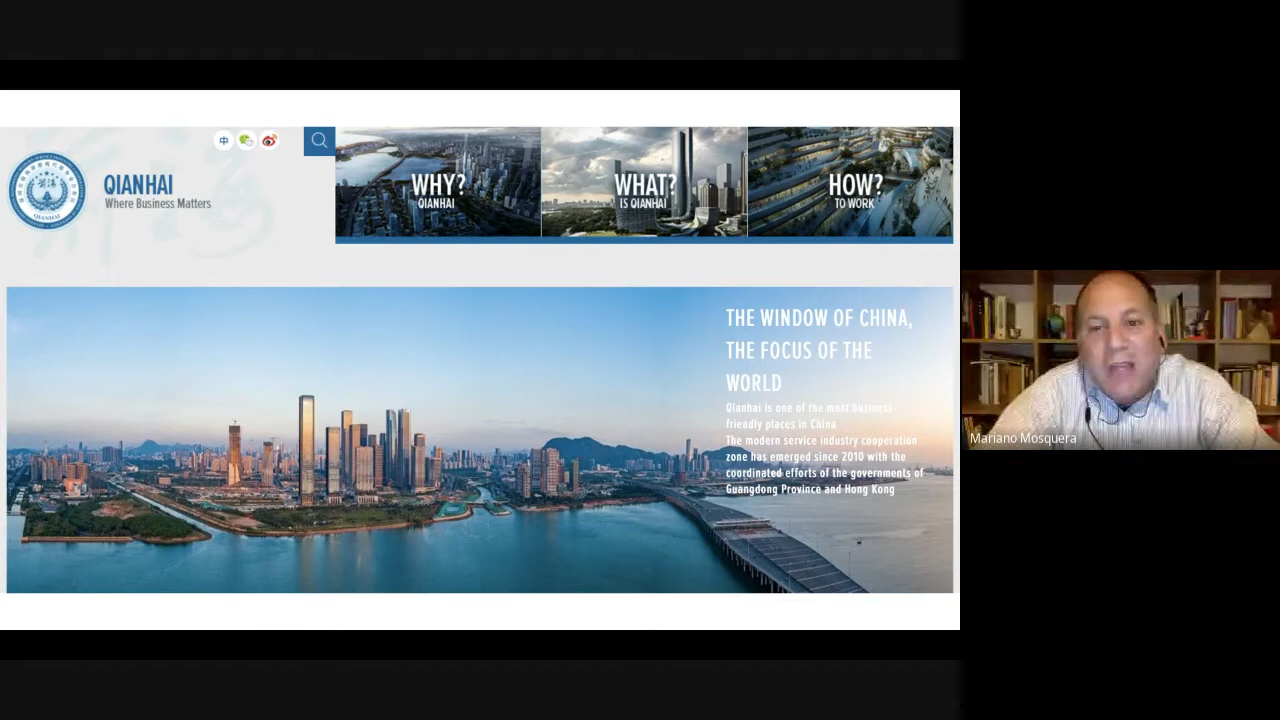 中
QIANHAI
Where Business Matters
QIANHAI
WHY?
QIANHAI
WHAT?
IS QIANHAI
HOW?
TO WORK
THE WINDOW OF CHINA,
THE FOCUS OF THE
WORLD
Qianhai is one of the most business
friendly places in China
The modern service industry cooperation
zone has emerged since 2010 with the
coordinated efforts of the governments of
Guangdong Province and Hong Kong
Mariano Mosquera